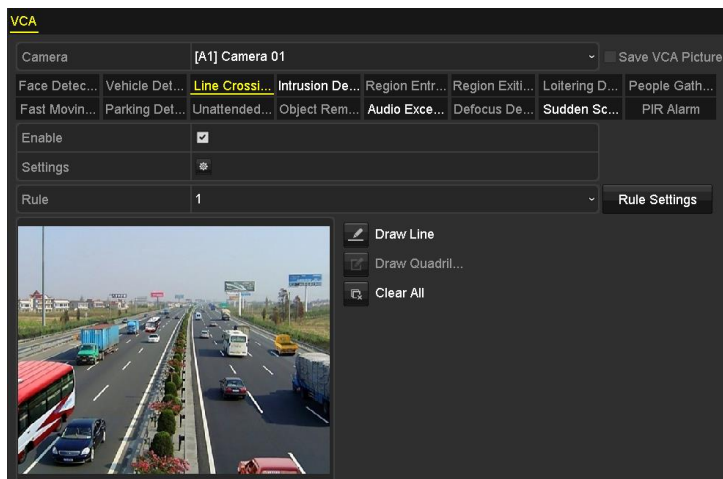 VCA
Camera [A1] Camera 01 Save VCA Picture
Face Detec... Vehicle Det... Line Crossi... Intrusion De... Region Entr... Region Exiti... Loitering D... People Gath...
Fast Movin... Parking Det... Unattended... Object Rem... Audio Exce... Defocus De... Sudden Sc... PIR Alarm
Enable
Settings
Rule 1 Rule Settings
Draw Line
Draw Quadril...
Clear All